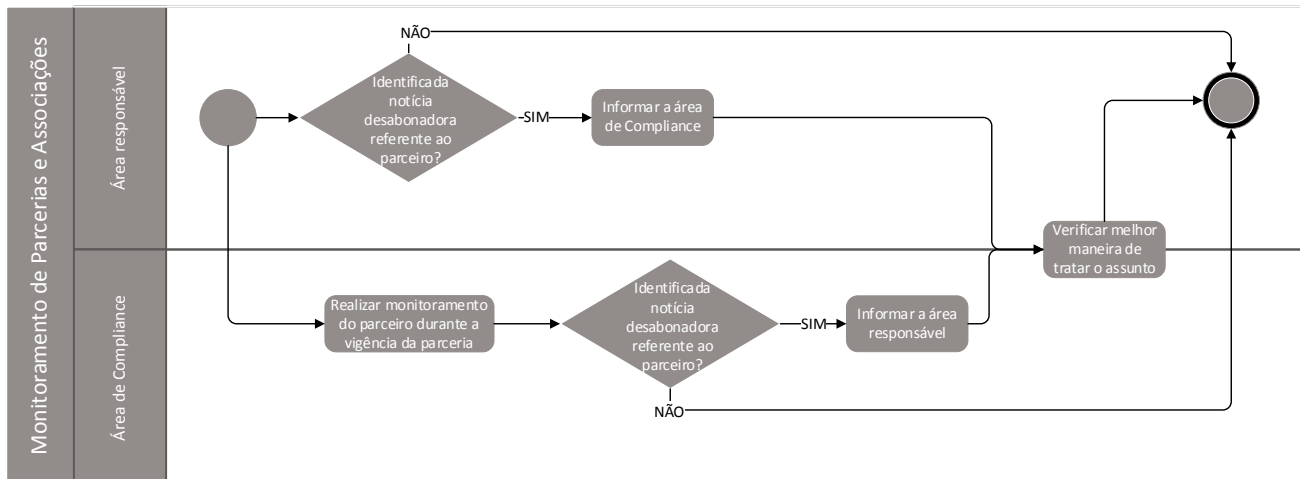 Monitoramento de Parcerias e Associações
Área responsável
NÃO
Identificada
notícia
desabonadora
referente ao
parceiro?
SIM
Informar a área
de Compliance
Verificar melhor
maneira de
tratar o assunto
Área de Compliance
Realizar monitoramento
do parceiro durante a
vigência da parceria
Identificada
notícia
desabonadora
referente ao
parceiro?
SIM
Informar a área
responsável
NÃO